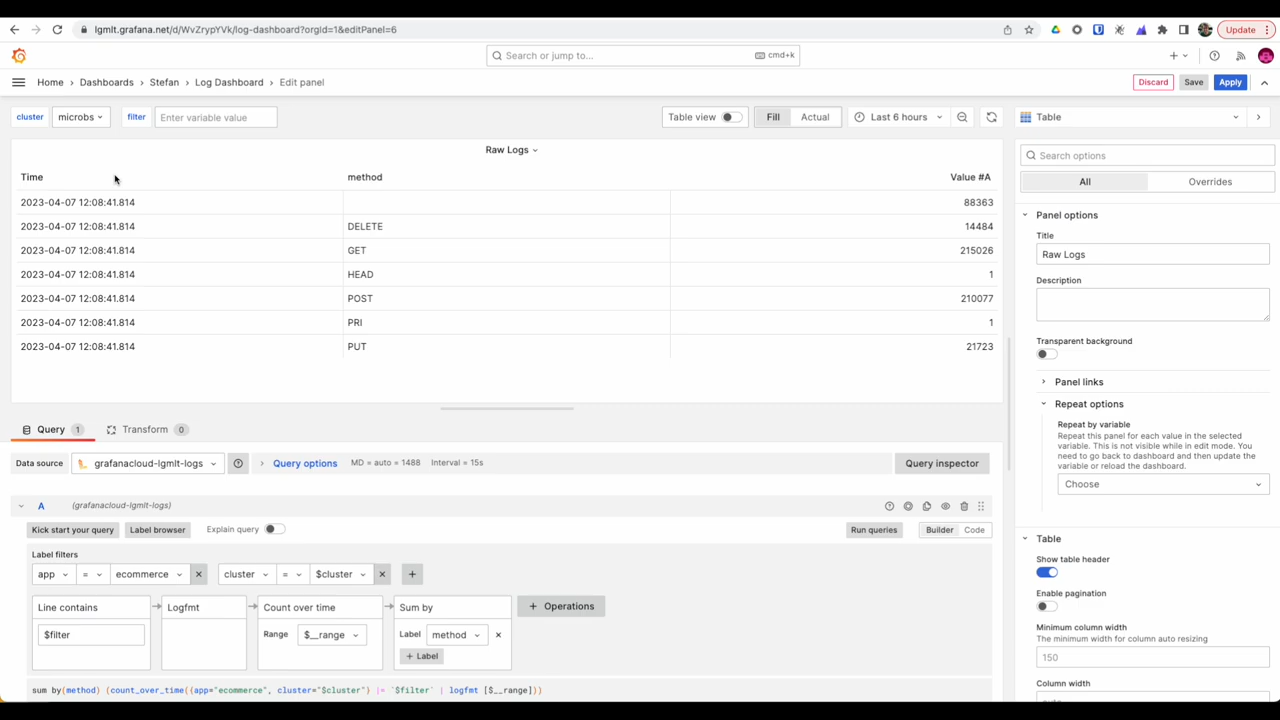 lgmlt.grafana.net/d/WvZrypYVk/log-dashboard?orgId=1&editPanel=6
Update
Search or jump to...
cmd+k
Home > Dashboards > Stefan > Log Dashboard > Edit panel
Discard
Save
Apply
cluster
microbs
filter
Enter variable value
Table view
Fill
Actual
Last 6 hours
Table
Raw Logs
Search options
All
Overrides
Time method Value #A
2023-04-07 12:08:41.814 88363
2023-04-07 12:08:41.814 DELETE 14484
2023-04-07 12:08:41.814 GET 215026
2023-04-07 12:08:41.814 HEAD 1
2023-04-07 12:08:41.814 POST 210077
2023-04-07 12:08:41.814 PRI 1
2023-04-07 12:08:41.814 PUT 21723
Panel options
Title
Raw Logs
Description
Transparent background
Panel links
Repeat options
Repeat by variable
Repeat this panel for each value in the selected
variable. This is not visible while in edit mode. You
need to go back to dashboard and then update the
variable or reload the dashboard.
Choose
Query 1
Transform 0
Data source
grafanacloud-lgmlt-logs
Query options
MD = auto = 1488 Interval = 15s
Query inspector
A (grafanacloud-lgmlt-logs)
Kick start your query
Label browser
Explain query
Run queries
Builder
Code
Label filters
app = ecommerce
cluster = $cluster
Line contains
$filter
Logfmt
Count over time
Range $__range
Sum by
Label method
+ Label
+ Operations
sum by(method) (count_over_time({app="ecommerce", cluster="$cluster"} |= `$filter` | logfmt [$__range]))
Table
Show table header
Enable pagination
Minimum column width
The minimum width for column auto resizing
150
Column width